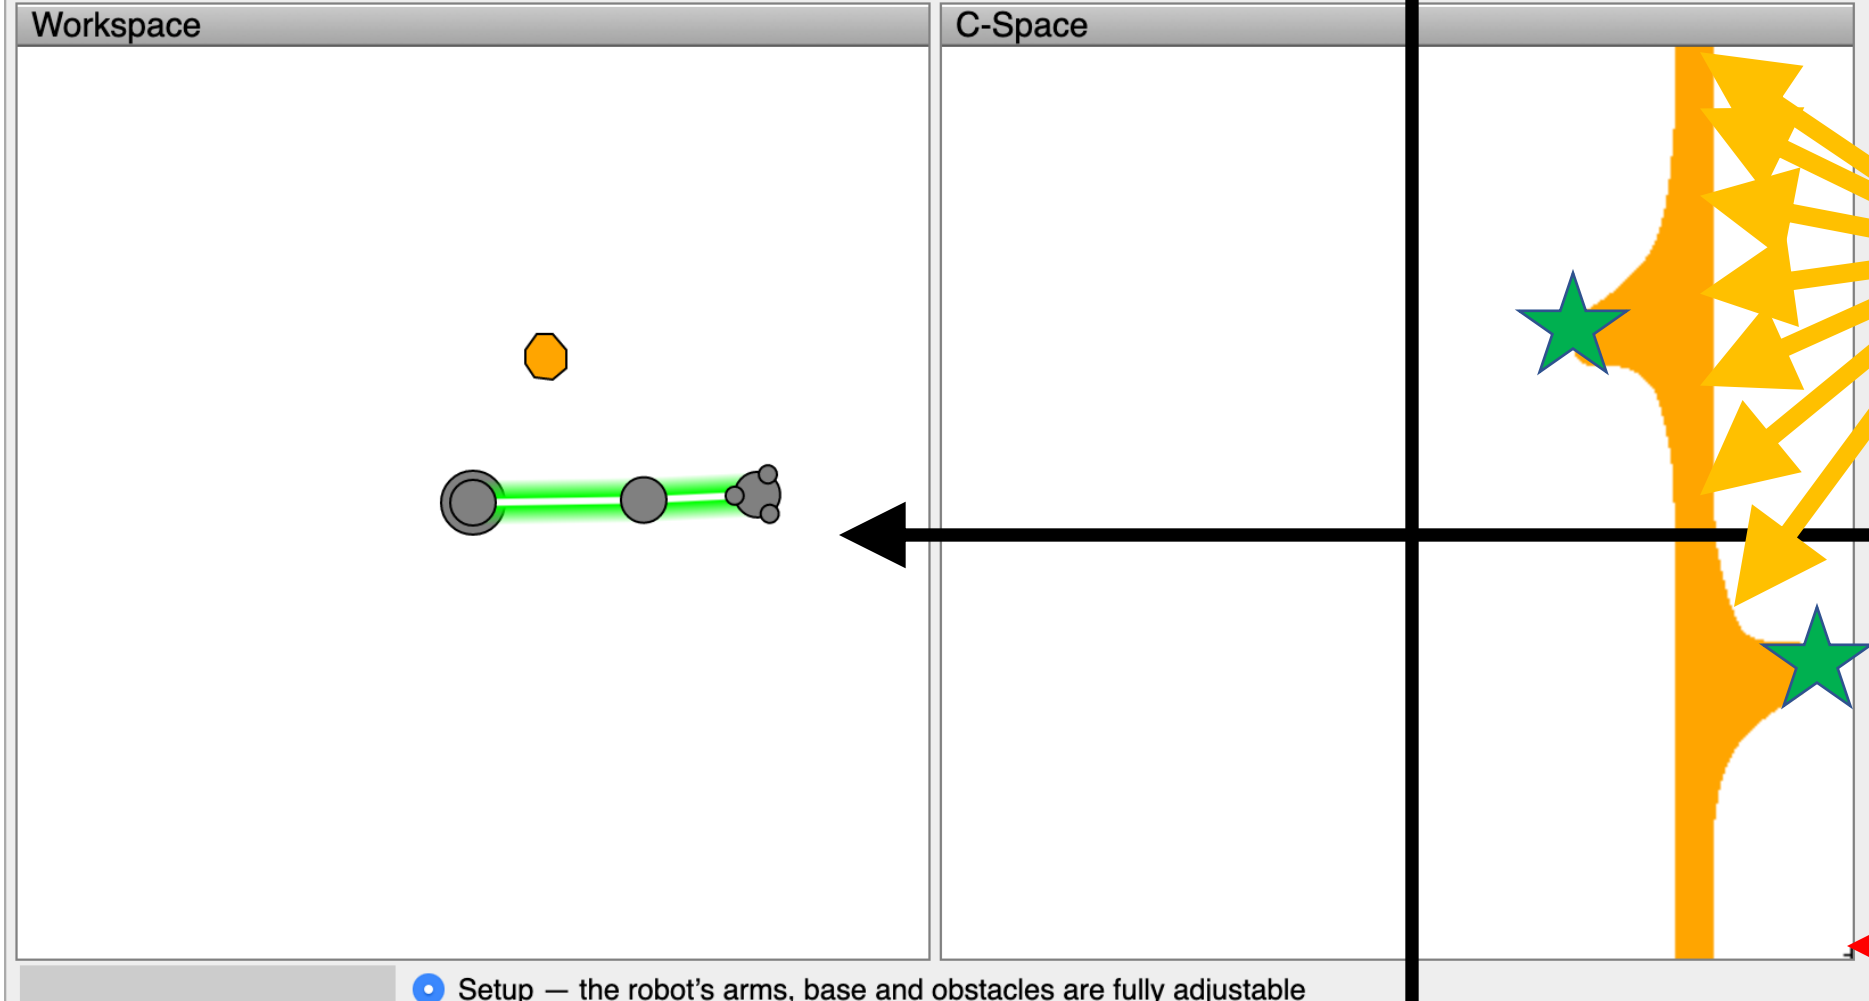 Workspace
C-Space
Setup — the robot's arms, base and obstacles are fully adjustable